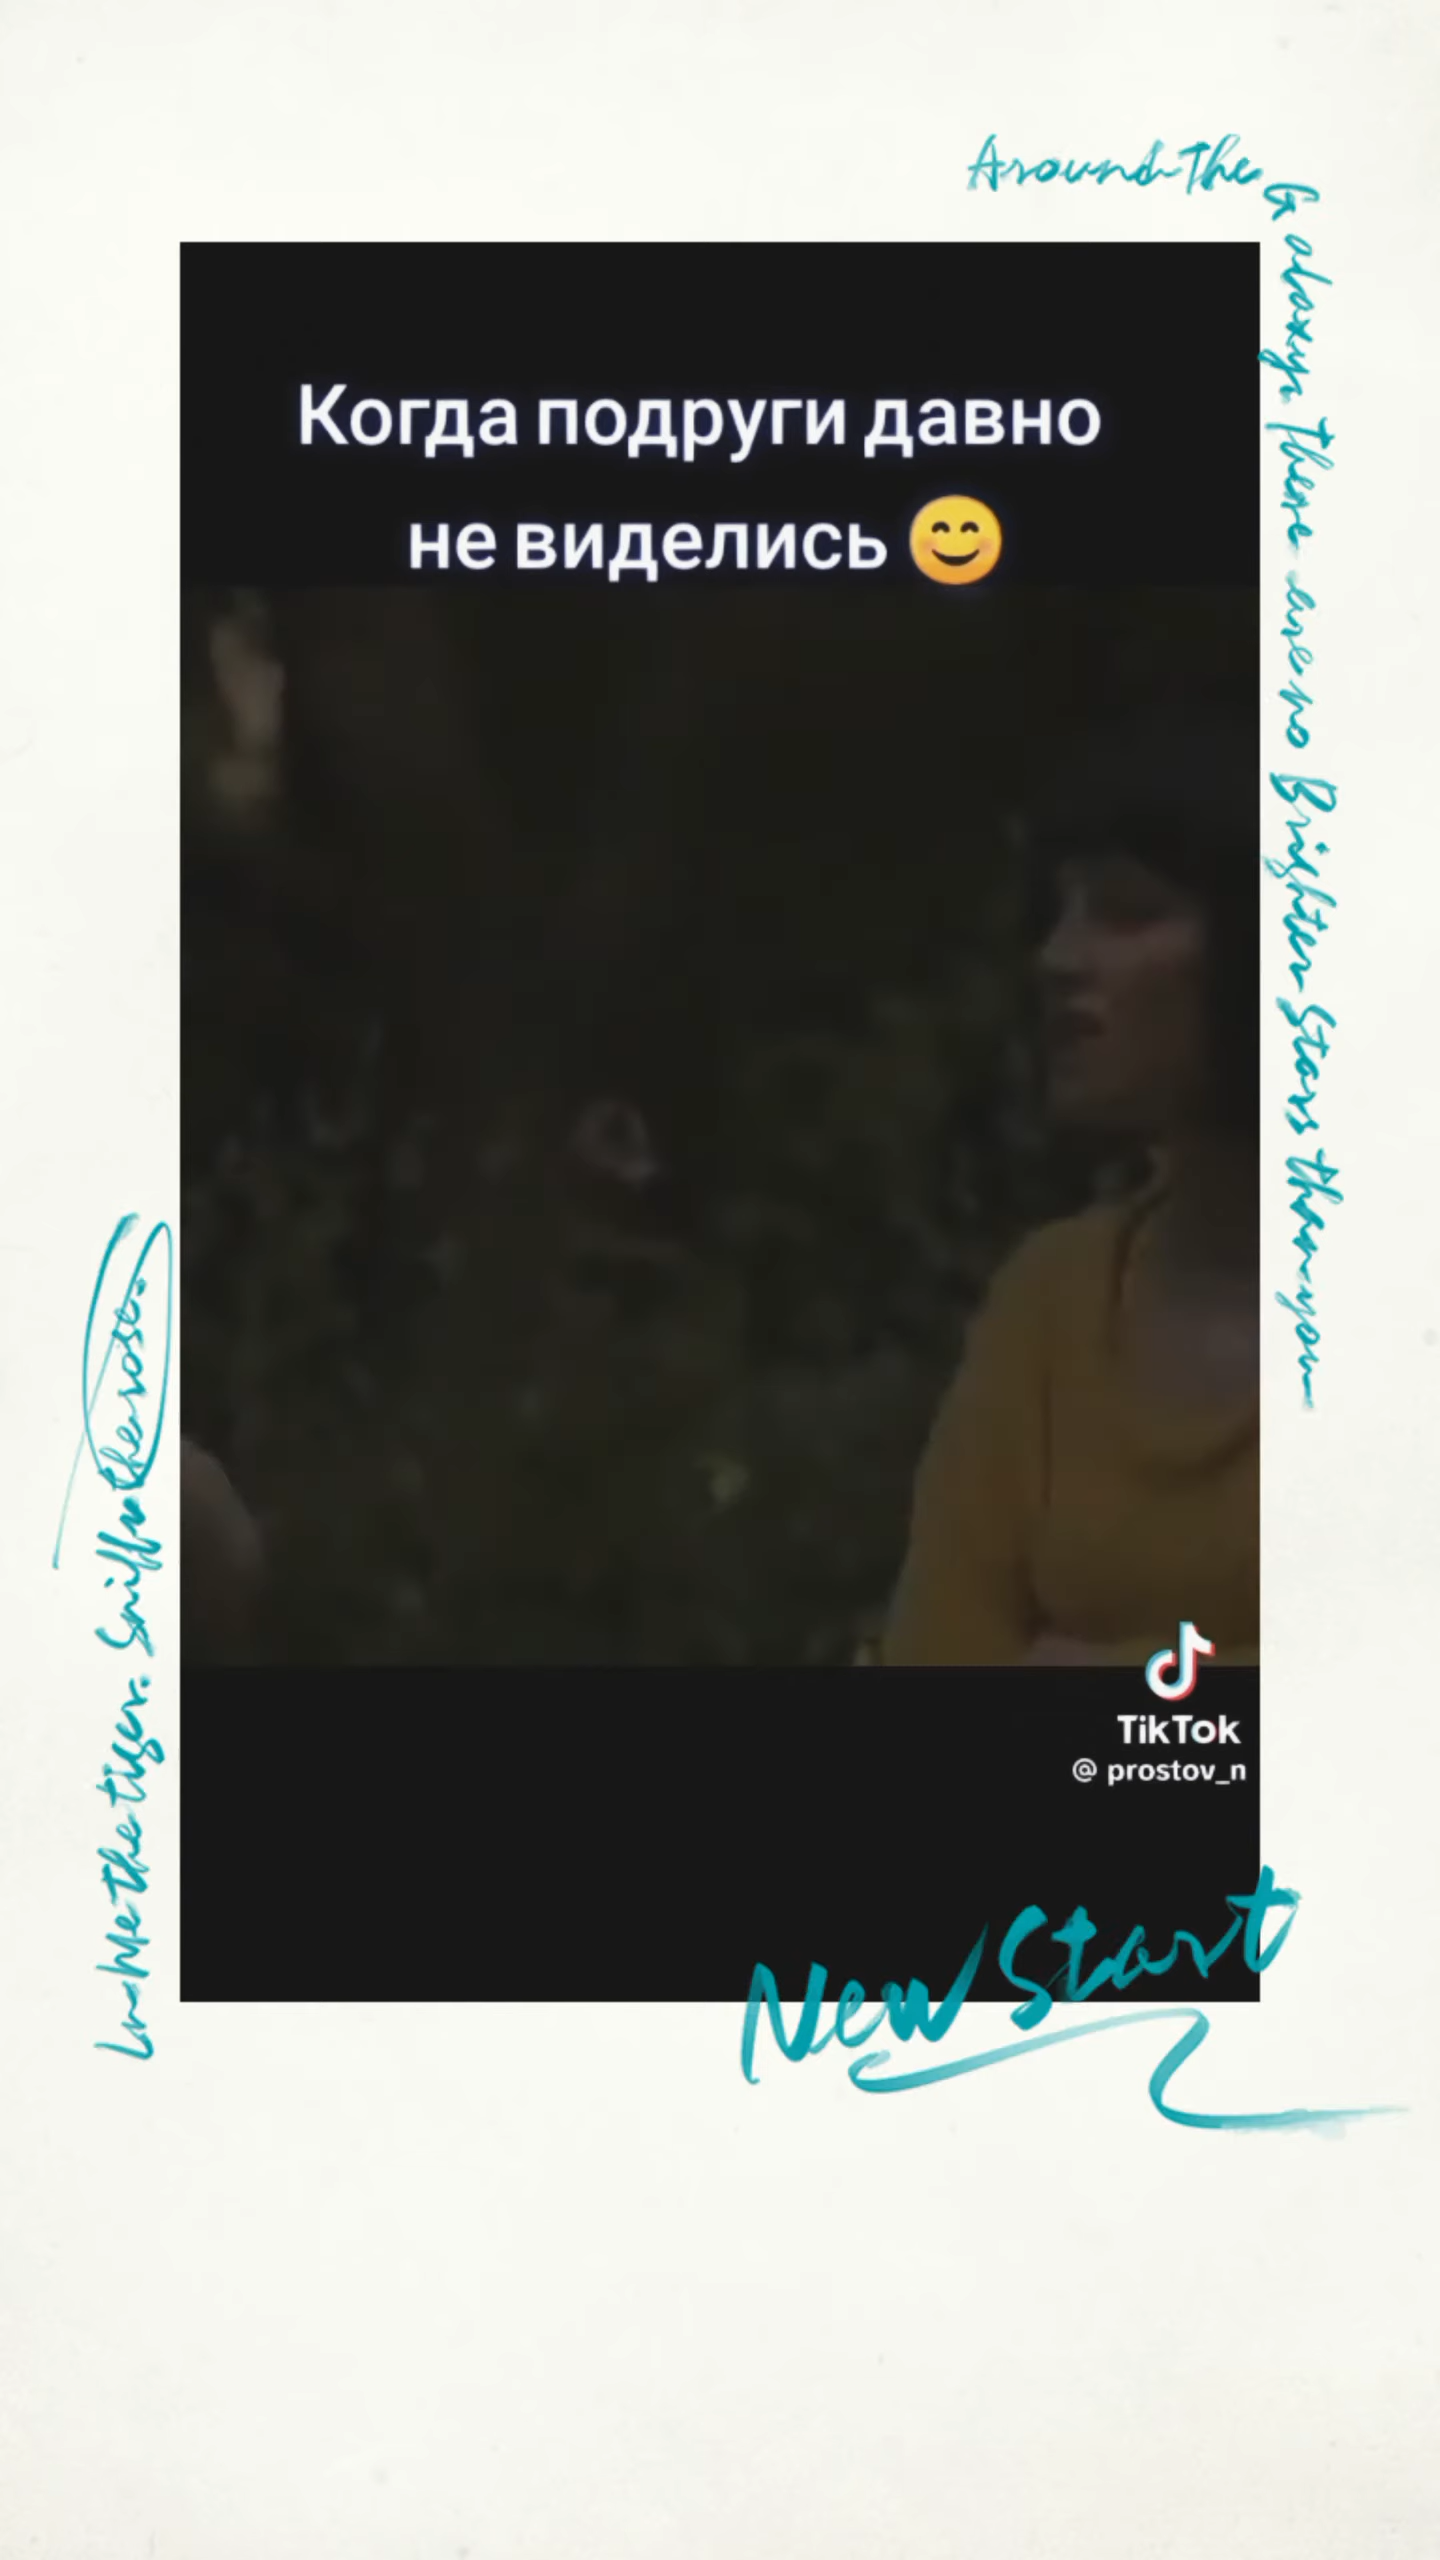 Around The Galaxy. There are no Brighter Stars than you
Когда подруги давно
не виделись 😊
In Me the tiger. Sniffs the rose.
TikTok
@ prostov_n
New Start